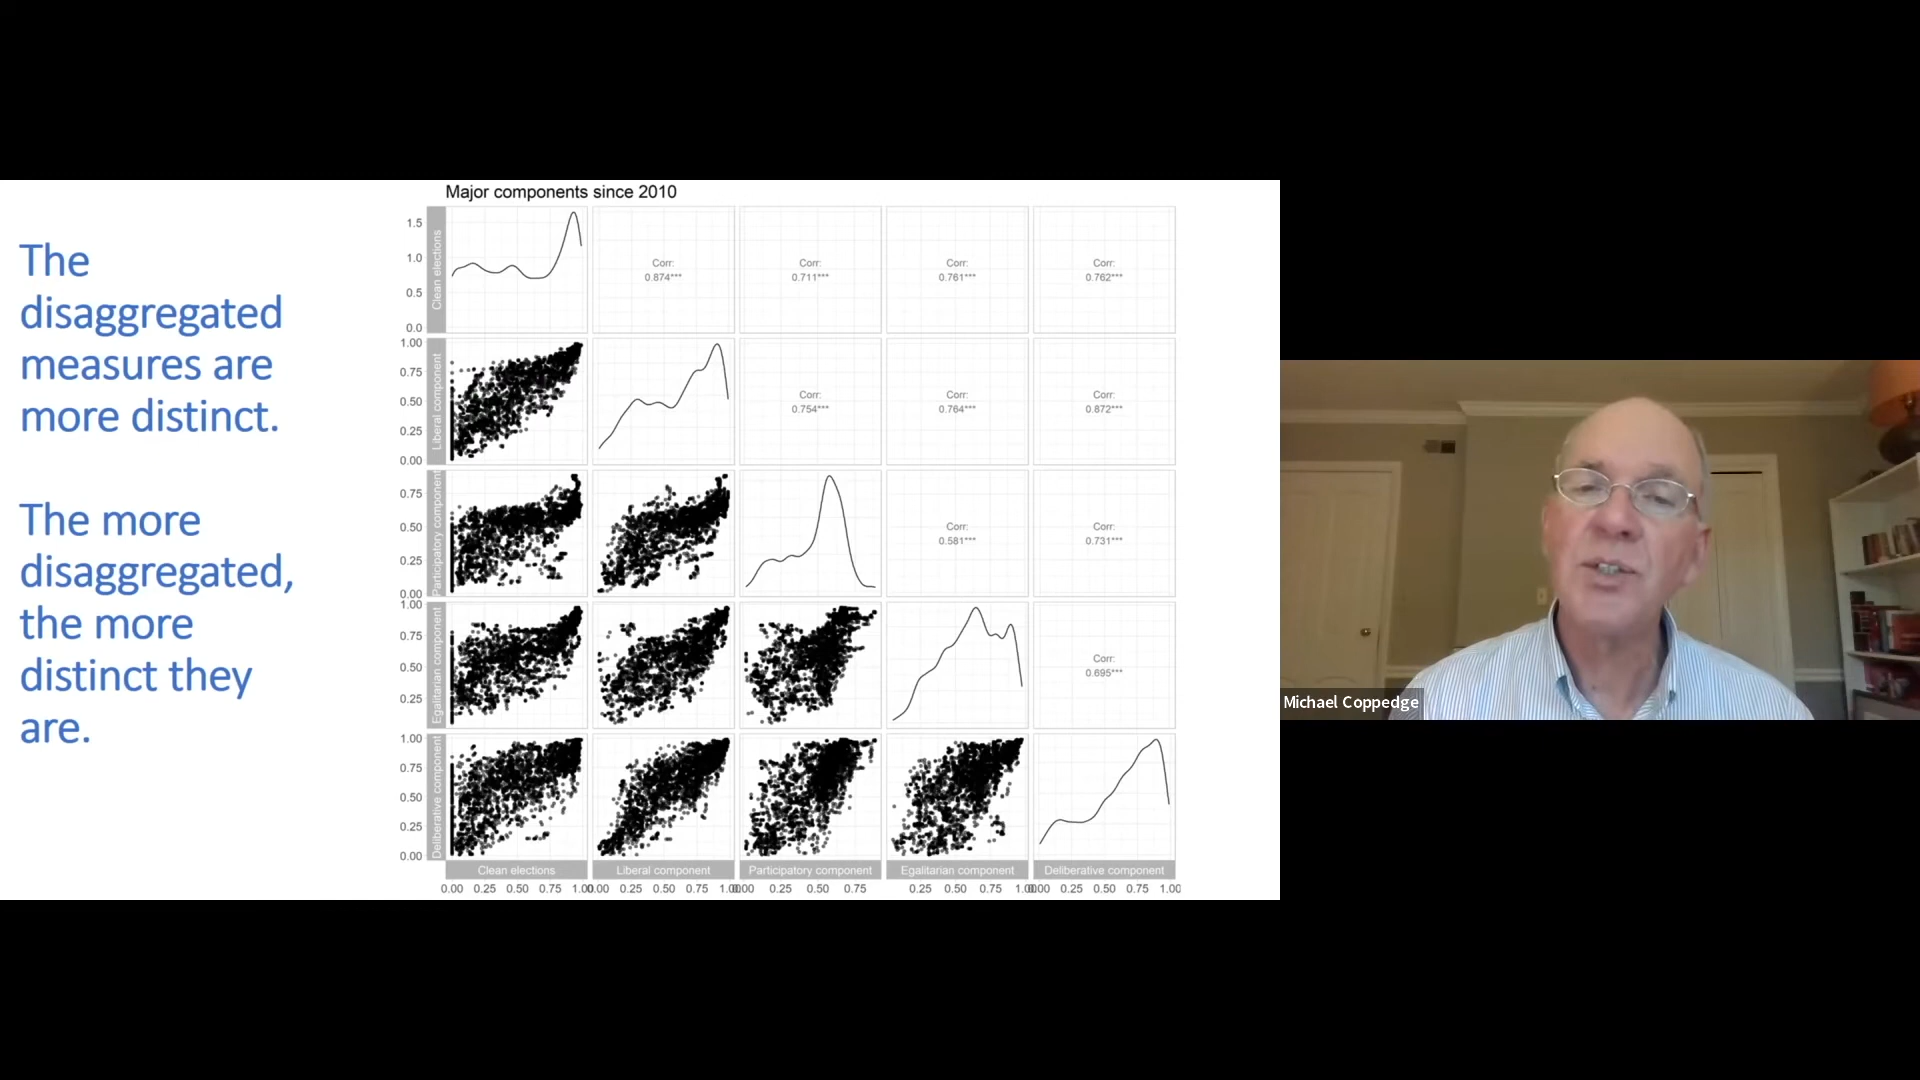 The
disaggregated
measures are
more distinct.
The more
disaggregated,
the more
distinct they
are.
Major components since 2010
Clean elections
1.5
1.0
0.5
0.0
Corr:
0.874***
Corr:
0.711***
Corr:
0.761***
Corr:
0.762***
Liberal component
1.00
0.75
0.50
0.25
0.00
Corr:
0.754***
Corr:
0.764***
Corr:
0.872***
Participatory component
0.75
0.50
0.25
0.00
Corr:
0.581***
Corr:
0.731***
Egalitarian component
1.00
0.75
0.50
0.25
Corr:
0.695***
Deliberative component
1.00
0.75
0.50
0.25
0.00
Clean elections
Liberal component
Participatory component
Egalitarian component
Deliberative component
0.00 0.25 0.50 0.75 1.00
0.00 0.25 0.50 0.75 1.00
0.00 0.25 0.50 0.75
0.25 0.50 0.75 1.00
0.00 0.25 0.50 0.75 1.00
Michael Coppedge